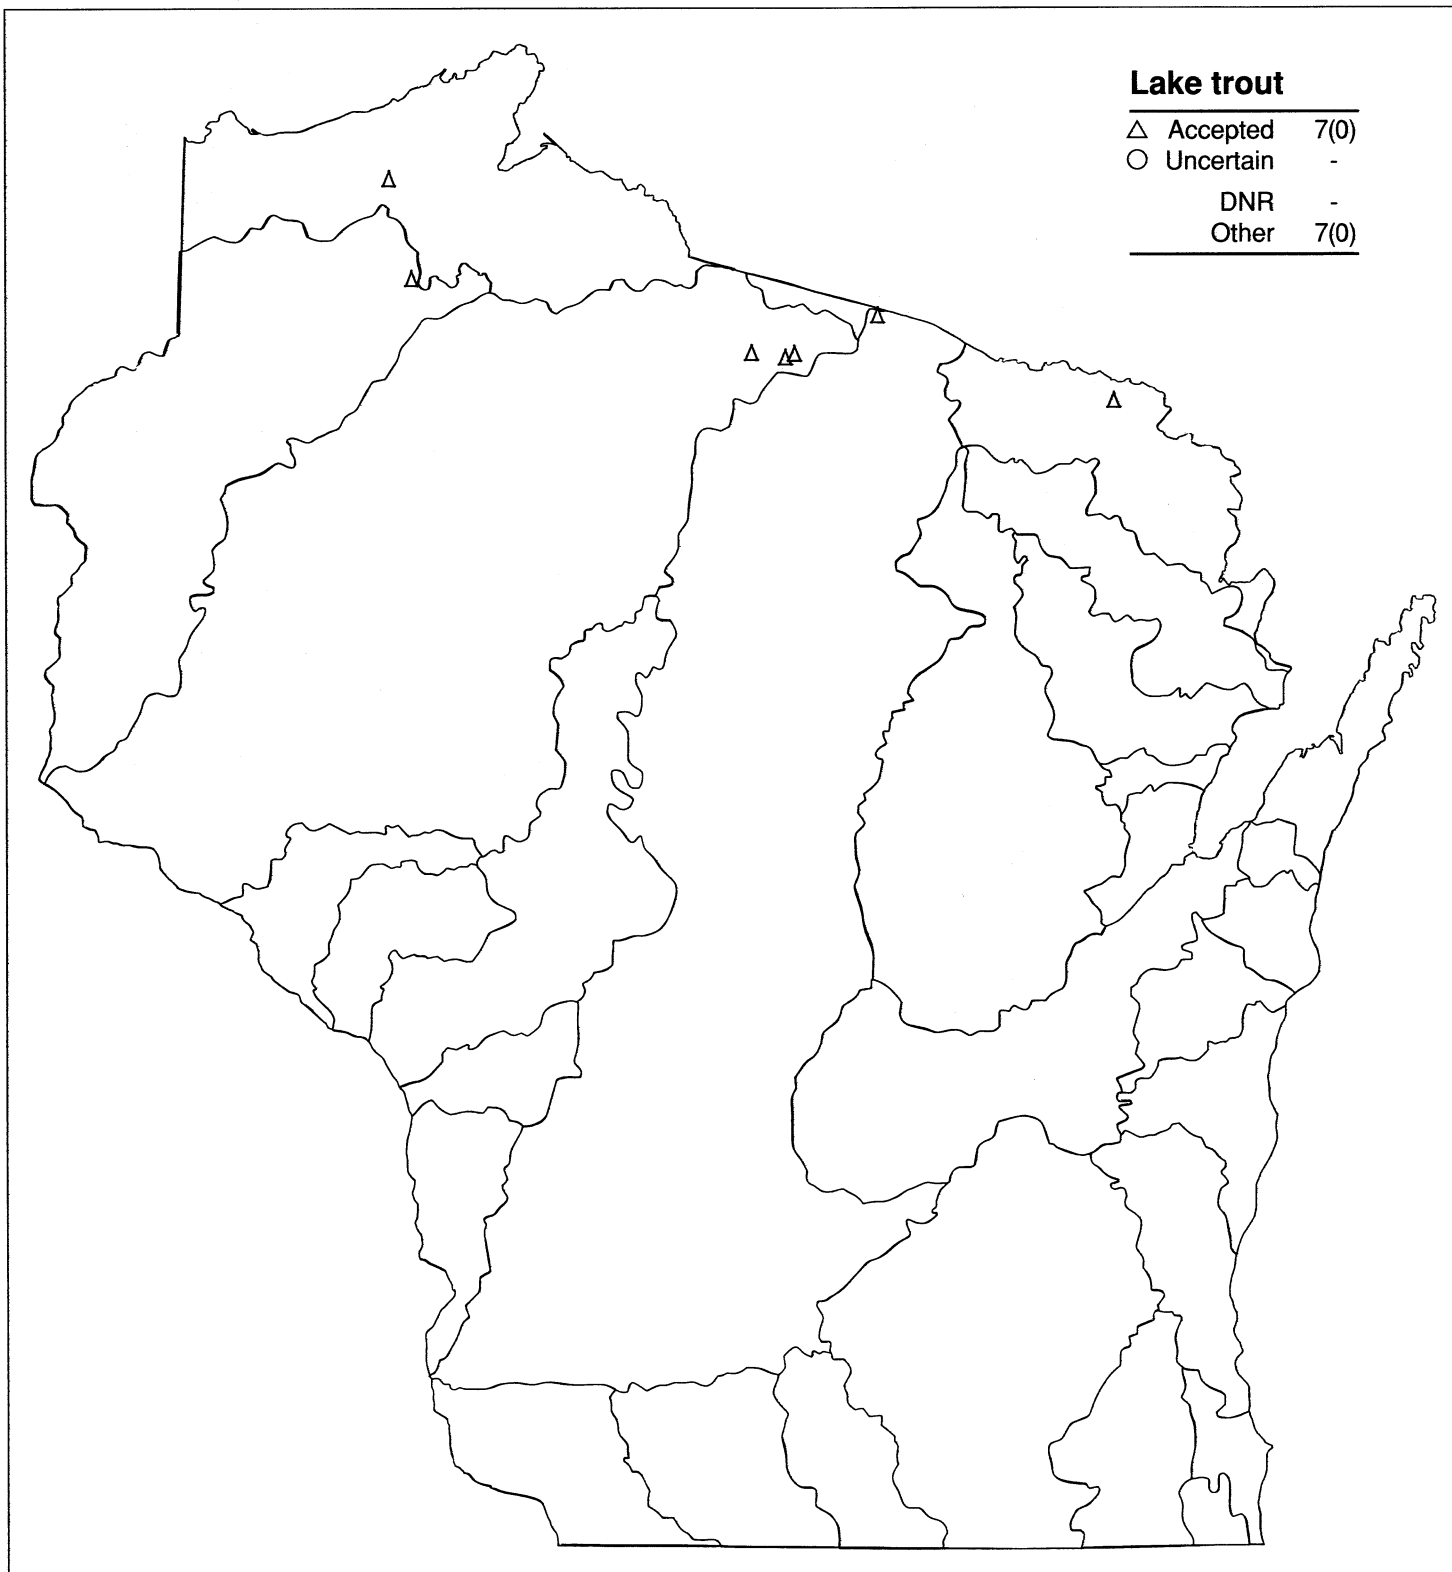 Lake trout
△ Accepted 7(0)
○ Uncertain -
DNR -
Other 7(0)